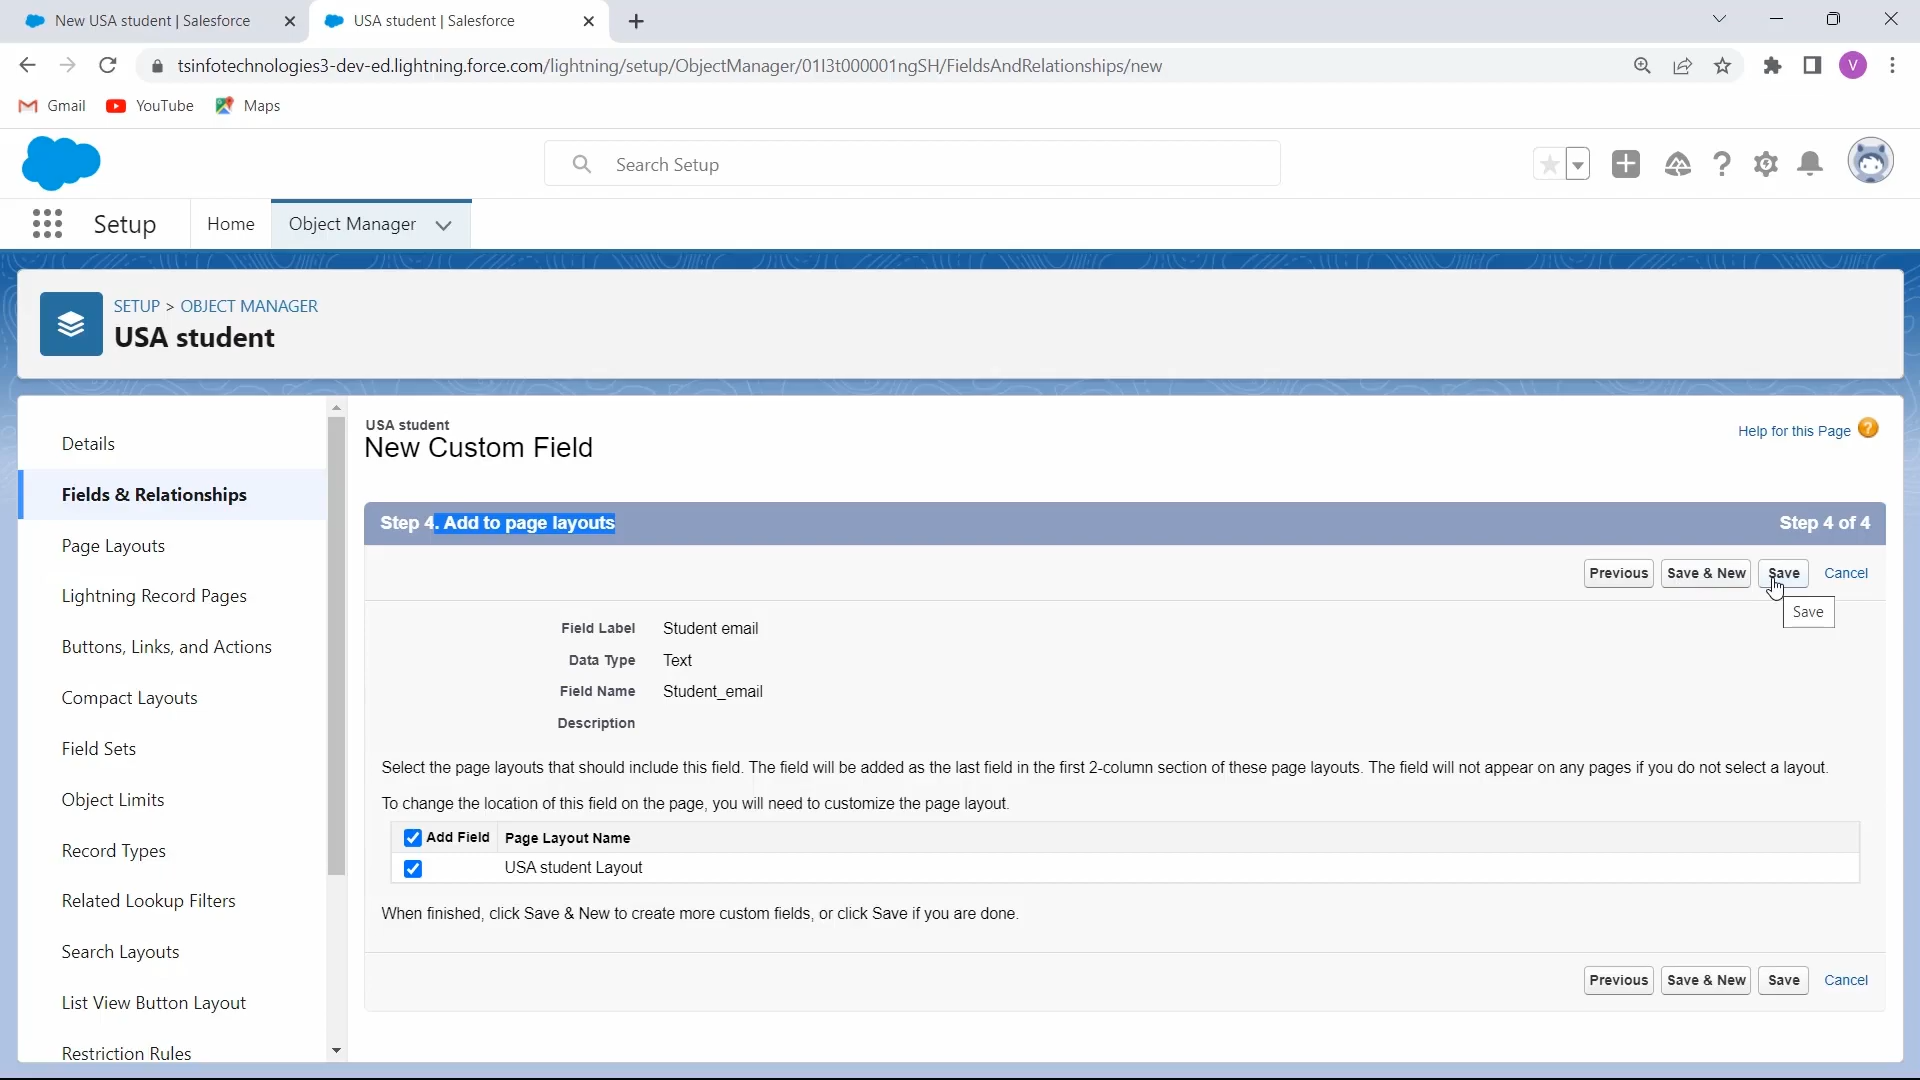 New USA student | Salesforce
USA student | Salesforce
tsinfotechnologies3-dev-ed.lightning.force.com/lightning/setup/ObjectManager/01I3t000001ngSH/FieldsAndRelationships/new
V
Gmail
YouTube
Maps
Search Setup
Setup
Home
Object Manager
SETUP > OBJECT MANAGER
USA student
Details
Fields & Relationships
Page Layouts
Lightning Record Pages
Buttons, Links, and Actions
Compact Layouts
Field Sets
Object Limits
Record Types
Related Lookup Filters
Search Layouts
List View Button Layout
Restriction Rules
USA student
New Custom Field
Help for this Page
Step 4. Add to page layouts
Step 4 of 4
Previous
Save & New
Save
Cancel
Save
Field Label Student email
Data Type Text
Field Name Student_email
Description
Select the page layouts that should include this field. The field will be added as the last field in the first 2-column section of these page layouts. The field will not appear on any pages if you do not select a layout.
To change the location of this field on the page, you will need to customize the page layout.
Add Field Page Layout Name
USA student Layout
When finished, click Save & New to create more custom fields, or click Save if you are done.
Previous
Save & New
Save
Cancel